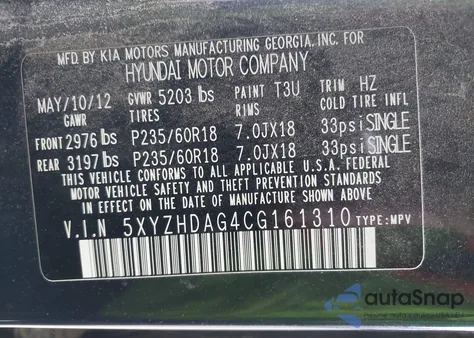 MFD. BY KIA MOTORS MANUFACTURING GEORGIA, INC. FOR
HYUNDAI MOTOR COMPANY
MAY/10/12 GVWR 5203 lbs PAINT T3U TRIM HZ
GAWR TIRES RIMS COLD TIRE INFL
FRONT 2976 lbs P235/60R18 7.0JX18 33psi SINGLE
REAR 3197 lbs P235/60R18 7.0JX18 33psi SINGLE
THIS VEHICLE CONFORMS TO ALL APPLICABLE U.S.A. FEDERAL
MOTOR VEHICLE SAFETY AND THEFT PREVENTION STANDARDS IN
EFFECT ON THE DATE OF MANUFACTURE SHOWN ABOVE.
V.I.N 5XYZHDAG4CG161310 TYPE:MPV
autoSnap